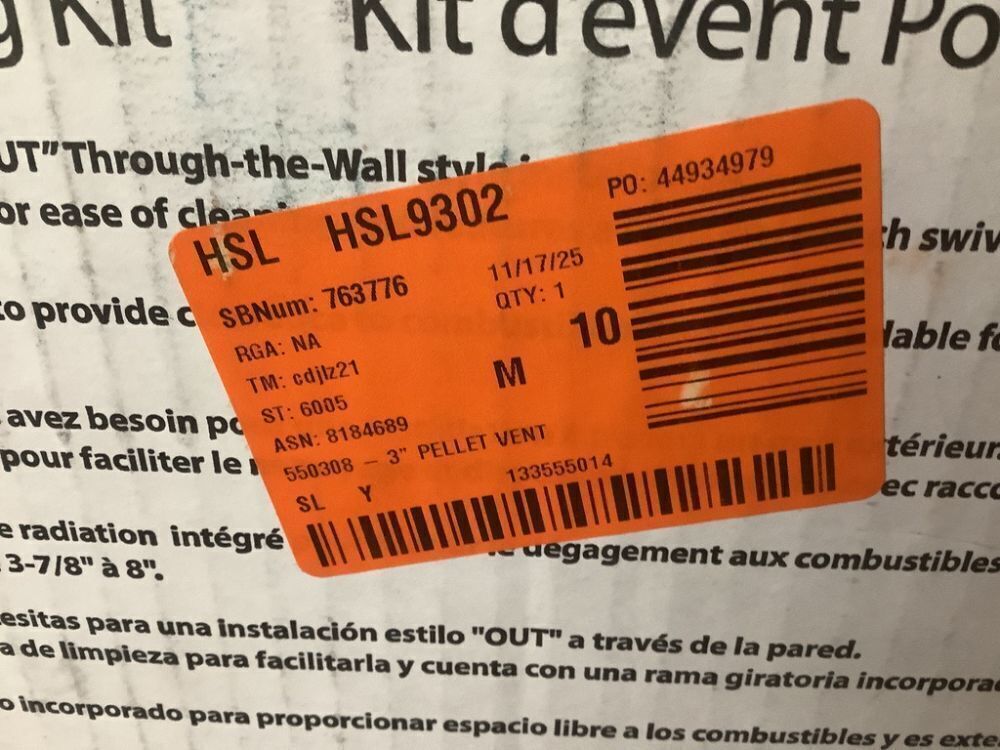 Kit Kit d'évent Po
UT" Through-the-Wall style
or ease of
h swiv
to provide
lable fo
HSL HSL9302
PO: 44934979
SBNum: 763776
11/17/25
RGA: NA
QTY: 1
TM: cdjlz21
M 10
ST: 6005
ASN: 8184689
550308 – 3" PELLET VENT
SL Y
133555014
avez besoin
pour faciliter le
térieur.
ec racco
e radiation intégré
dégagement aux combustibles
3-7/8" à 8".
esitas para una instalación estilo "OUT" a través de la pared.
a de limpieza para facilitarla y cuenta con una rama giratoria incorpora
o incorporado para proporcionar espacio libre a los combustibles y es exte